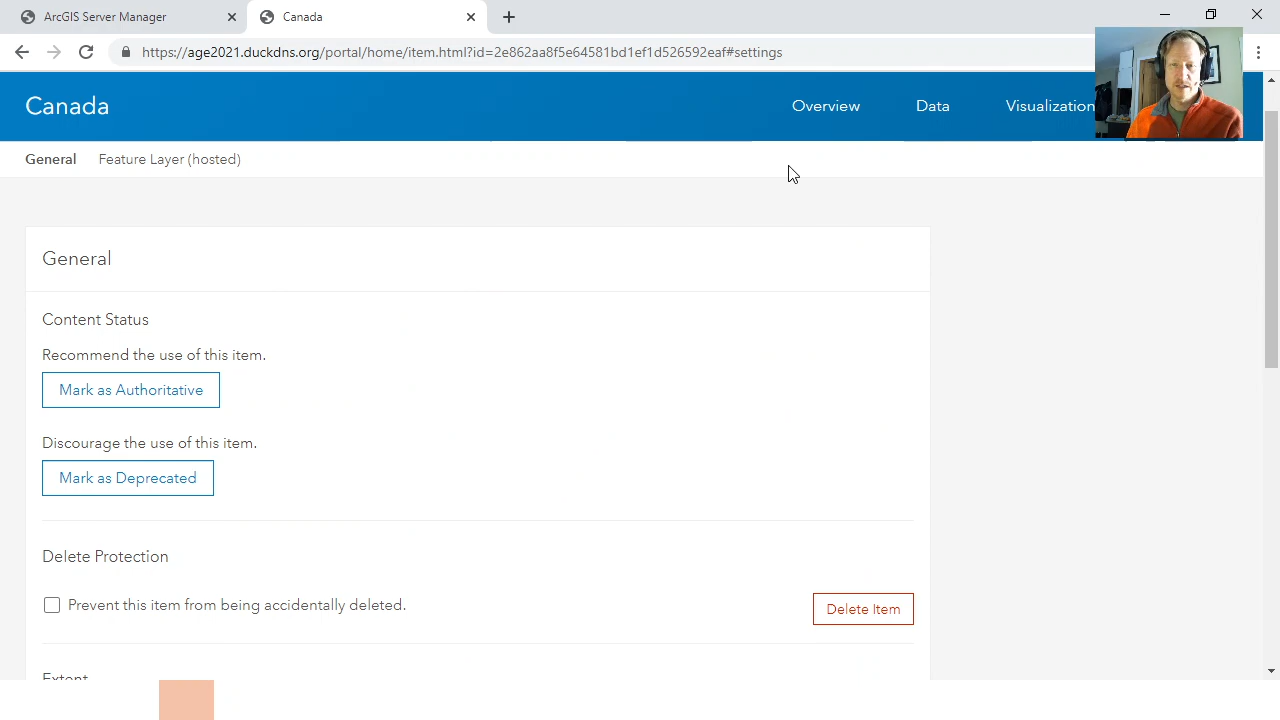 ArcGIS Server Manager
Canada
https://age2021.duckdns.org/portal/home/item.html?id=2e862aa8f5e64581bd1ef1d526592eaf#settings
Canada
Overview
Data
Visualization
General
Feature Layer (hosted)
General
Content Status
Recommend the use of this item.
Mark as Authoritative
Discourage the use of this item.
Mark as Deprecated
Delete Protection
Prevent this item from being accidentally deleted.
Delete Item
Extent